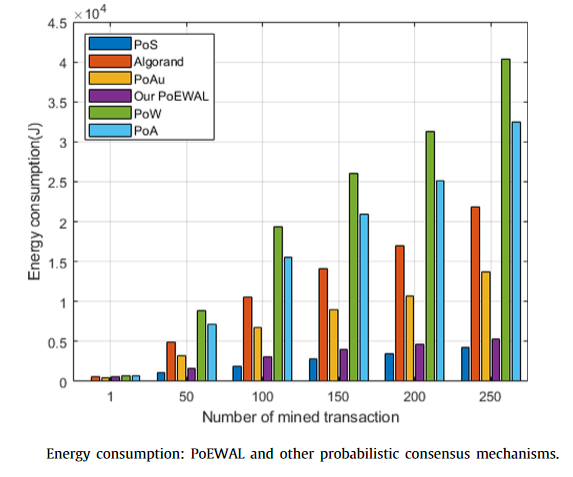 ×10⁴
4.5
4
3.5
3
2.5
2
1.5
1
0.5
0
Energy consumption(J)
PoS
Algorand
PoAu
Our PoEWAL
PoW
PoA
1 50 100 150 200 250
Number of mined transaction
Energy consumption: PoEWAL and other probabilistic consensus mechanisms.